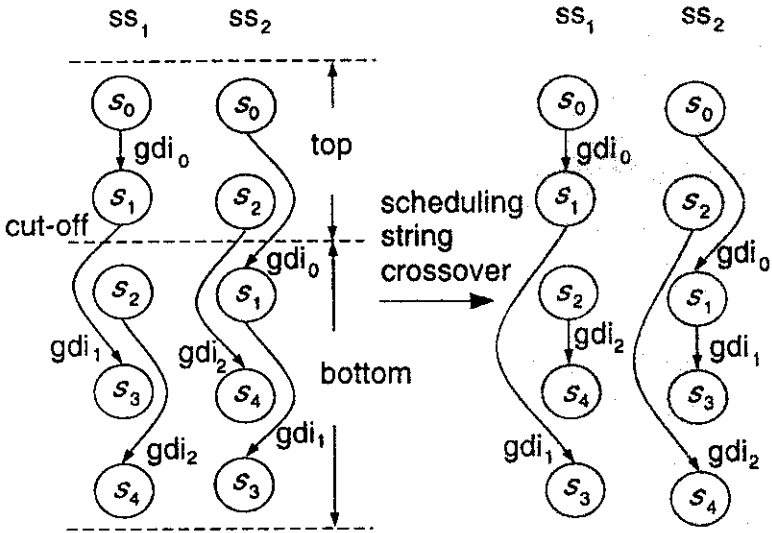 ss₁ ss₂ ss₁ ss₂
s₀ s₀ s₀ s₀
gdi₀ top gdi₀
s₁ s₂ s₁ s₂
cut-off scheduling
string
gdi₀ crossover gdi₀
s₂ s₁ s₂ s₁
gdi₁ gdi₂ bottom gdi₂ gdi₁
s₃ s₄ s₄ s₃
gdi₂ gdi₁ gdi₁ gdi₂
s₄ s₃ s₃ s₄